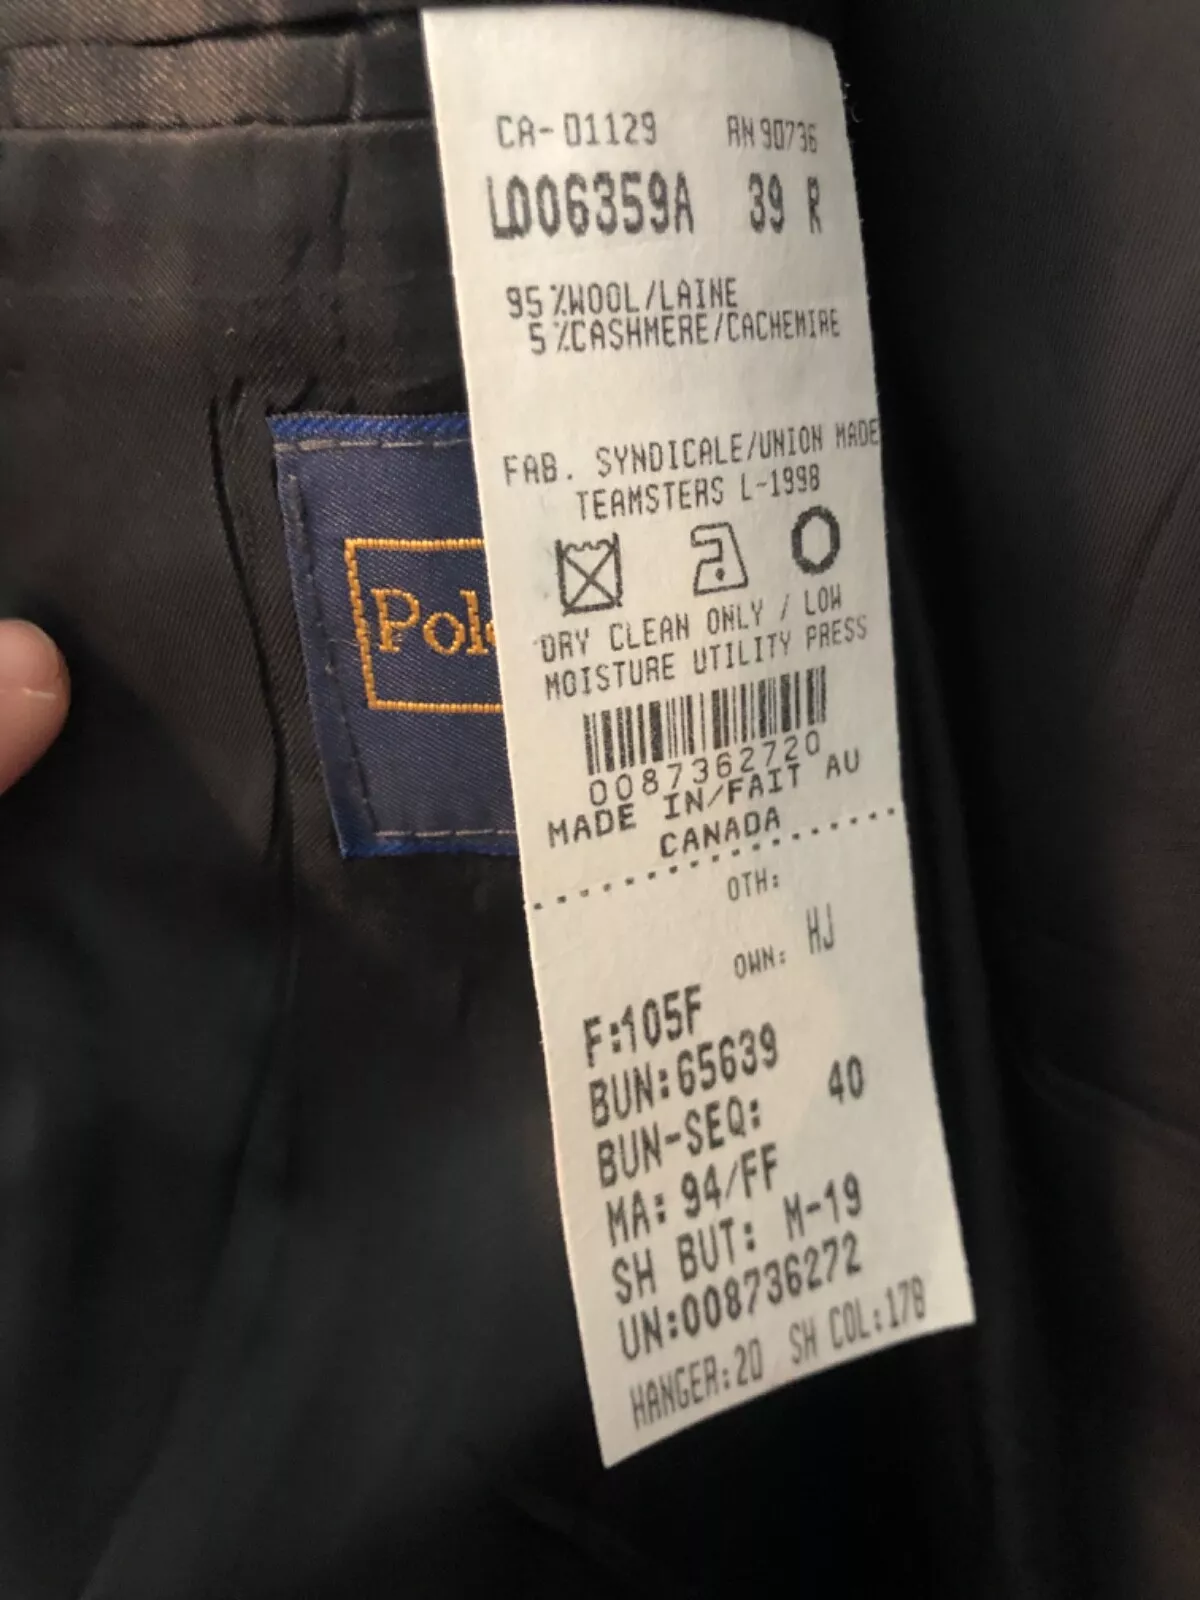 CA-01129 RN 90736
L006359A 39 R
95%WOOL/LAINE
5%CASHMERE/CACHEMIRE
FAB. SYNDICALE/UNION MADE
TEAMSTERS L-1998
DRY CLEAN ONLY / LOW
MOISTURE UTILITY PRESS
0087362720
MADE IN/FAIT AU
CANADA
OTH:
OWN: HJ
F:105F
BUN:65639
BUN-SEQ: 40
MA: 94/FF
SH BUT: M-19
UN:008736272
HANGER:20 SH COL:178
Polo